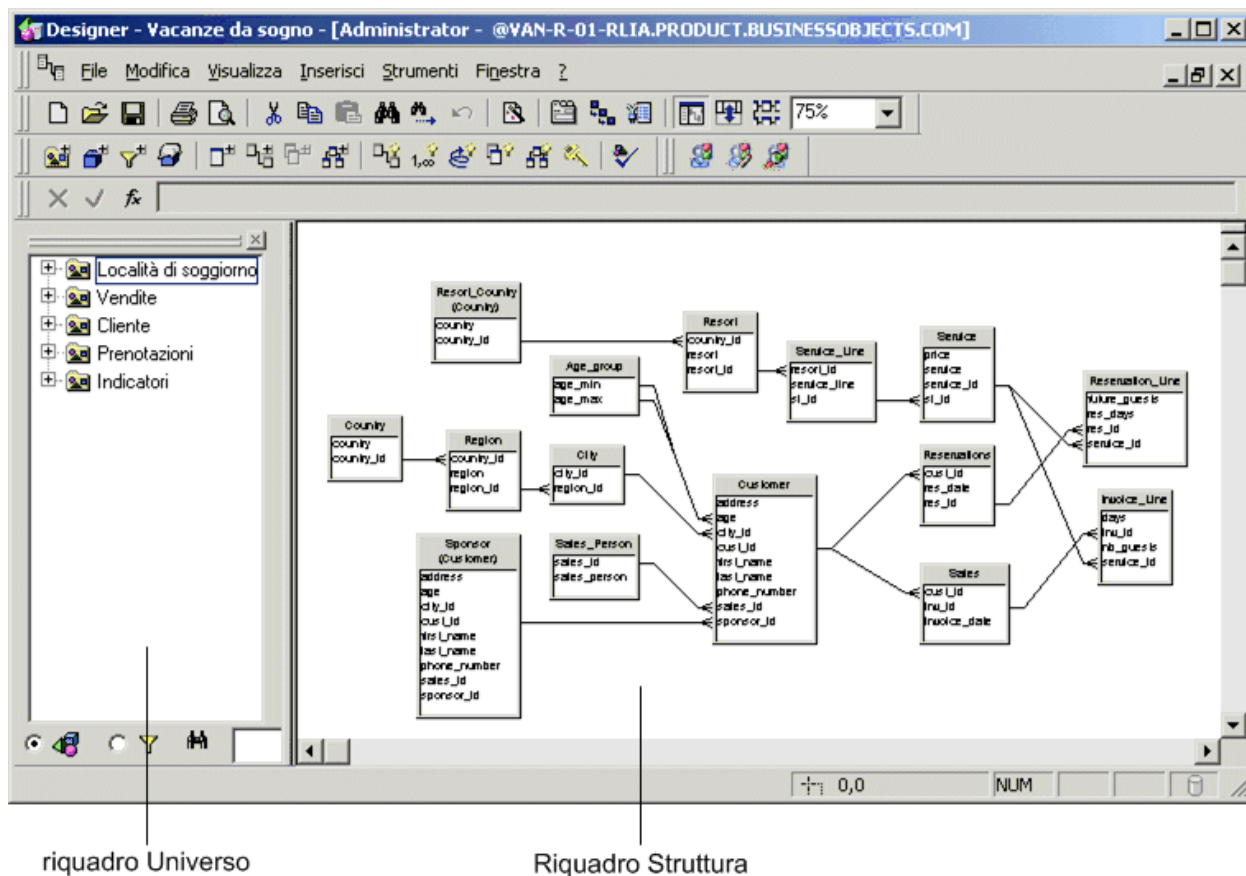 Designer - Vacanze da sogno - [Administrator - @VAN-R-01-RLIA.PRODUCT.BUSINESSOBJECTS.COM]
File Modifica Visualizza Inserisci Strumenti Finestra ?
75%
Località di soggiorno
Vendite
Cliente
Prenotazioni
Indicatori
Resort_Country
(Country)
country
country_id
Age_group
age_min
age_max
Resort
country_id
resort
resort_id
Service_Line
resort_id
service_line
sl_id
Service
price
service
service_id
sl_id
Reservation_Line
future_guests
res_days
res_id
service_id
Country
country
country_id
Region
country_id
region
region_id
City
city_id
region_id
Customer
address
age
city_id
cust_id
first_name
last_name
phone_number
sales_id
sponsor_id
Reservations
cust_id
res_date
res_id
Invoice_Line
days
inv_id
nb_guests
service_id
Sponsor
(Customer)
address
age
city_id
cust_id
first_name
last_name
phone_number
sales_id
sponsor_id
Sales_Person
sales_id
sales_person
Sales
cust_id
inv_id
invoice_date
0,0
NUM
riquadro Universo
Riquadro Struttura